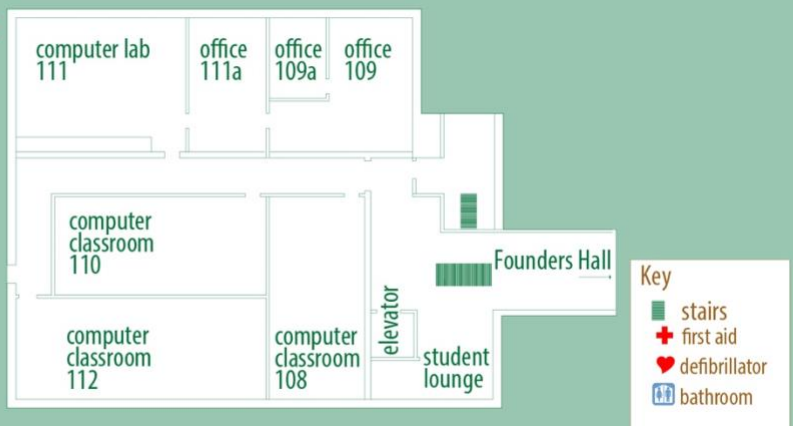 computer lab
111
office
111a
office
109a
office
109
computer
classroom
110
Founders Hall
elevator
computer
classroom
112
computer
classroom
108
student
lounge
Key
stairs
first aid
defibrillator
bathroom